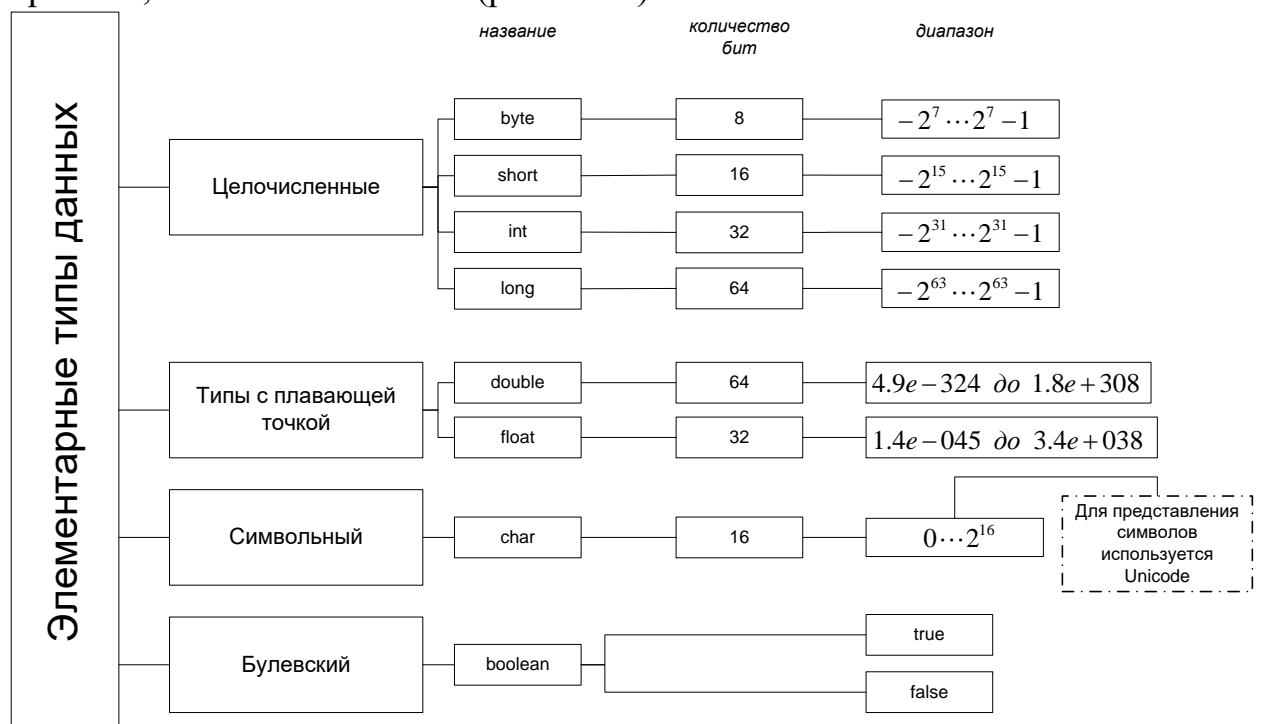 название
количество
бит
диапазон
Элементарные типы данных
Целочисленные
byte 8 −2⁷⋯2⁷−1
short 16 −2¹⁵⋯2¹⁵−1
int 32 −2³¹⋯2³¹−1
long 64 −2⁶³⋯2⁶³−1
Типы с плавающей
точкой
double 64 4.9e−324 до 1.8e+308
float 32 1.4e−045 до 3.4e+038
Символьный
char 16 0⋯2¹⁶
Для представления
символов
используется
Unicode
Булевский
boolean
true
false